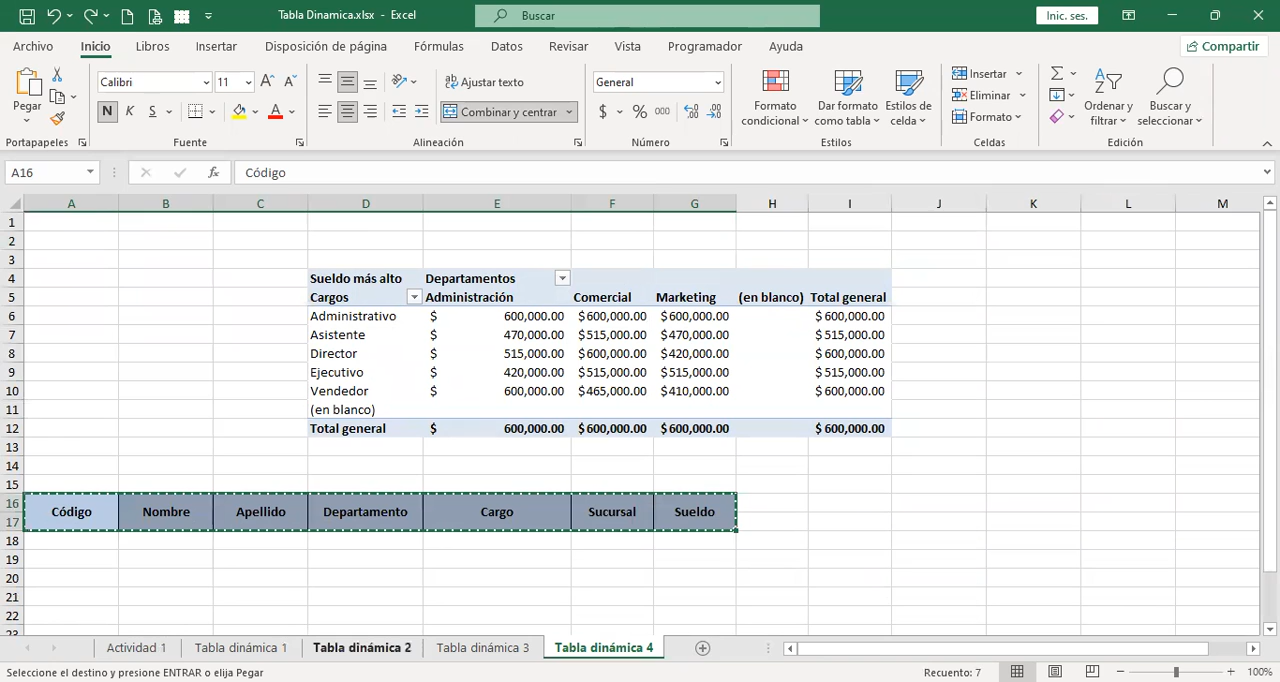 Tabla Dinamica.xlsx - Excel
Buscar
Inic. ses.
Archivo Inicio Libros Insertar Disposición de página Fórmulas Datos Revisar Vista Programador Ayuda
Compartir
Pegar
Portapapeles
Calibri 11
N K S
Fuente
Ajustar texto
Combinar y centrar
Alineación
General
$ % 000
Número
Formato condicional
Dar formato como tabla
Estilos de celda
Estilos
Insertar
Eliminar
Formato
Celdas
Ordenar y filtrar
Buscar y seleccionar
Edición
A16 fx Código
A B C D E F G H I J K L M
1
2
3
4 Sueldo más alto Departamentos
5 Cargos Administración Comercial Marketing (en blanco) Total general
6 Administrativo $ 600,000.00 $ 600,000.00 $ 600,000.00 $ 600,000.00
7 Asistente $ 470,000.00 $ 515,000.00 $ 470,000.00 $ 515,000.00
8 Director $ 515,000.00 $ 600,000.00 $ 420,000.00 $ 600,000.00
9 Ejecutivo $ 420,000.00 $ 515,000.00 $ 515,000.00 $ 515,000.00
10 Vendedor $ 600,000.00 $ 465,000.00 $ 410,000.00 $ 600,000.00
11 (en blanco)
12 Total general $ 600,000.00 $ 600,000.00 $ 600,000.00 $ 600,000.00
13
14
15
16
Código Nombre Apellido Departamento Cargo Sucursal Sueldo
17
18
19
20
21
22
23
Actividad 1 Tabla dinámica 1 Tabla dinámica 2 Tabla dinámica 3 Tabla dinámica 4
Seleccione el destino y presione ENTRAR o elija Pegar
Recuento: 7
100%